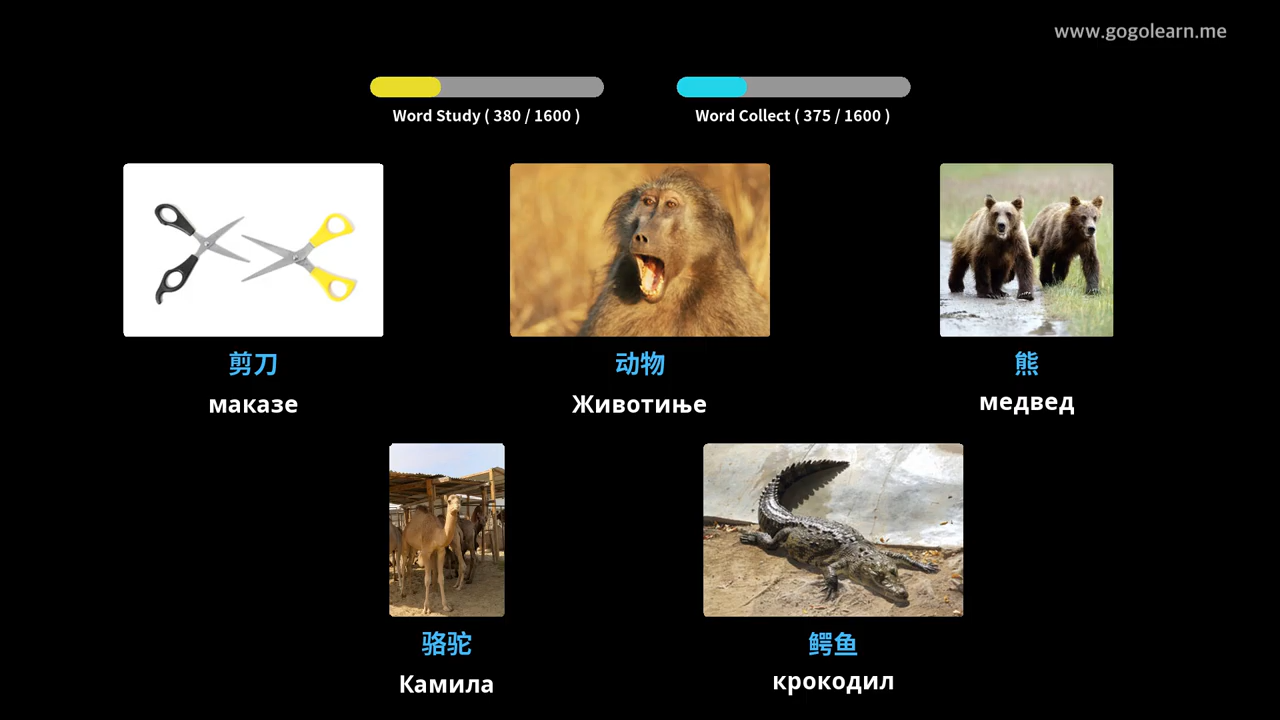 www.gogolearn.me
Word Study ( 380 / 1600 )
Word Collect ( 375 / 1600 )
剪刀
动物
熊
маказе
Животиње
медвед
骆驼
鳄鱼
Камила
крокодил